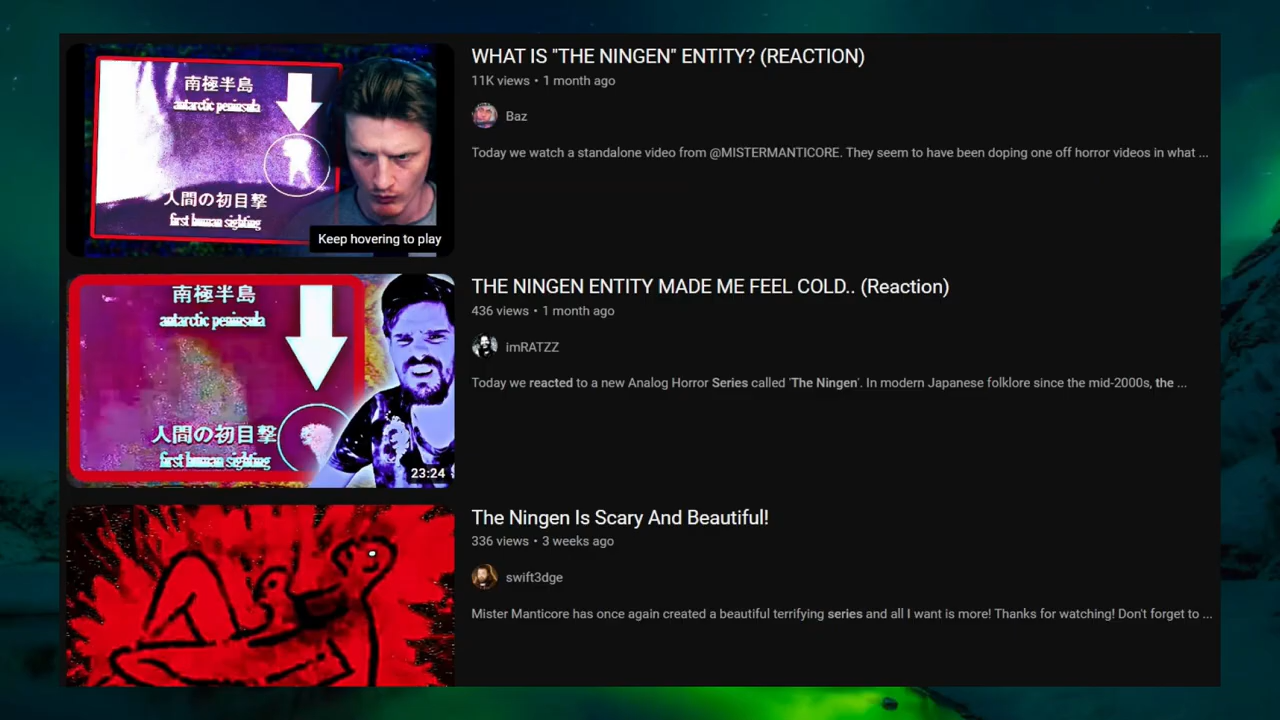 南極半島
antarctic peninsula
人間の初目撃
first human sighting
Keep hovering to play
WHAT IS "THE NINGEN" ENTITY? (REACTION)
11K views • 1 month ago
Baz
Today we watch a standalone video from @MISTERMANTICORE. They seem to have been doping one off horror videos in what ...
南極半島
antarctic peninsula
人間の初目撃
first human sighting
23:24
THE NINGEN ENTITY MADE ME FEEL COLD.. (Reaction)
436 views • 1 month ago
imRATZZ
Today we reacted to a new Analog Horror Series called 'The Ningen'. In modern Japanese folklore since the mid-2000s, the ...
The Ningen Is Scary And Beautiful!
336 views • 3 weeks ago
swift3dge
Mister Manticore has once again created a beautiful terrifying series and all I want is more! Thanks for watching! Don't forget to ...